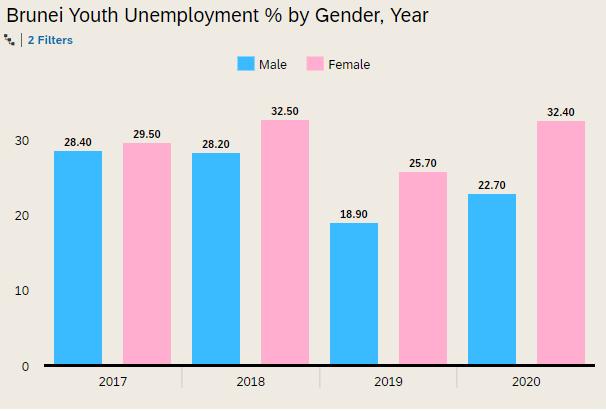 Brunei Youth Unemployment % by Gender, Year
2 Filters
Male Female
32.50 32.40
30 28.40 29.50 28.20
25.70
22.70
20 18.90
10
0
2017 2018 2019 2020